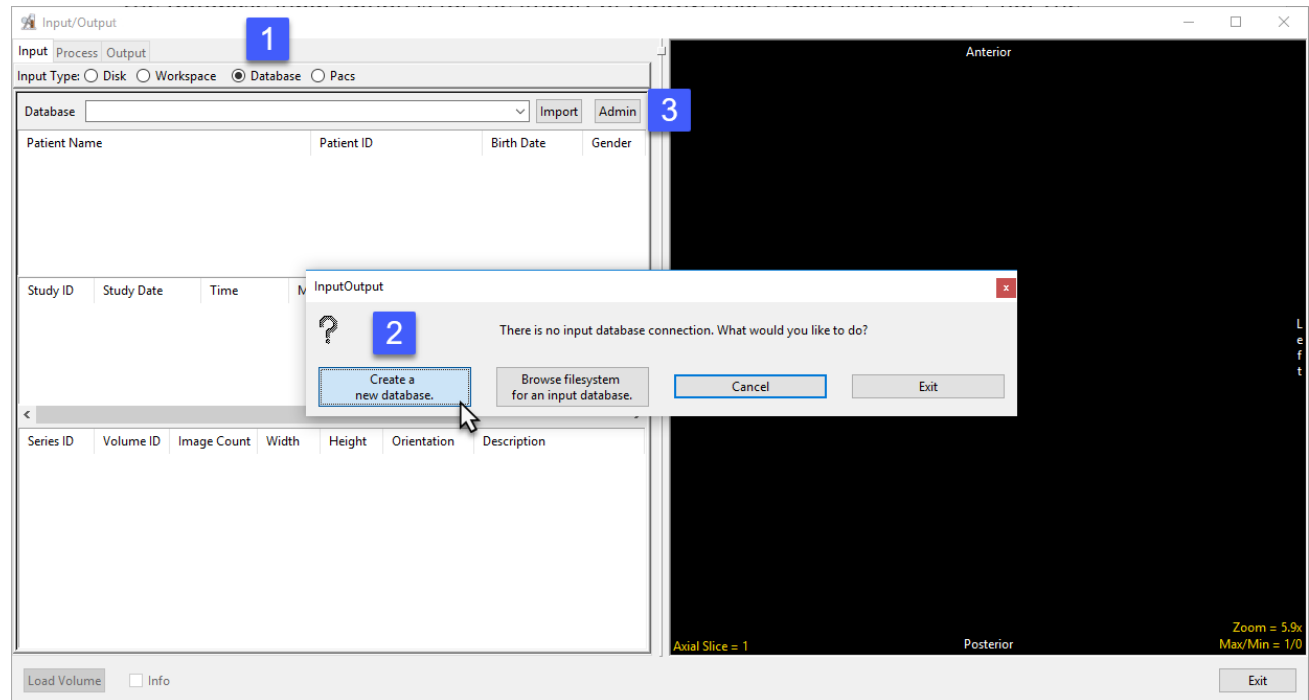 Input/Output
1
Input Process Output
Input Type: Disk Workspace Database Pacs
Database Import Admin 3
Patient Name Patient ID Birth Date Gender
Study ID Study Date Time M
InputOutput x
? 2 There is no input database connection. What would you like to do?
Create a
new database.
Browse filesystem
for an input database.
Cancel
Exit
Series ID Volume ID Image Count Width Height Orientation Description
Load Volume Info
Anterior
L
e
f
t
Zoom = 5.9x
Axial Slice = 1 Posterior Max/Min = 1/0
Exit